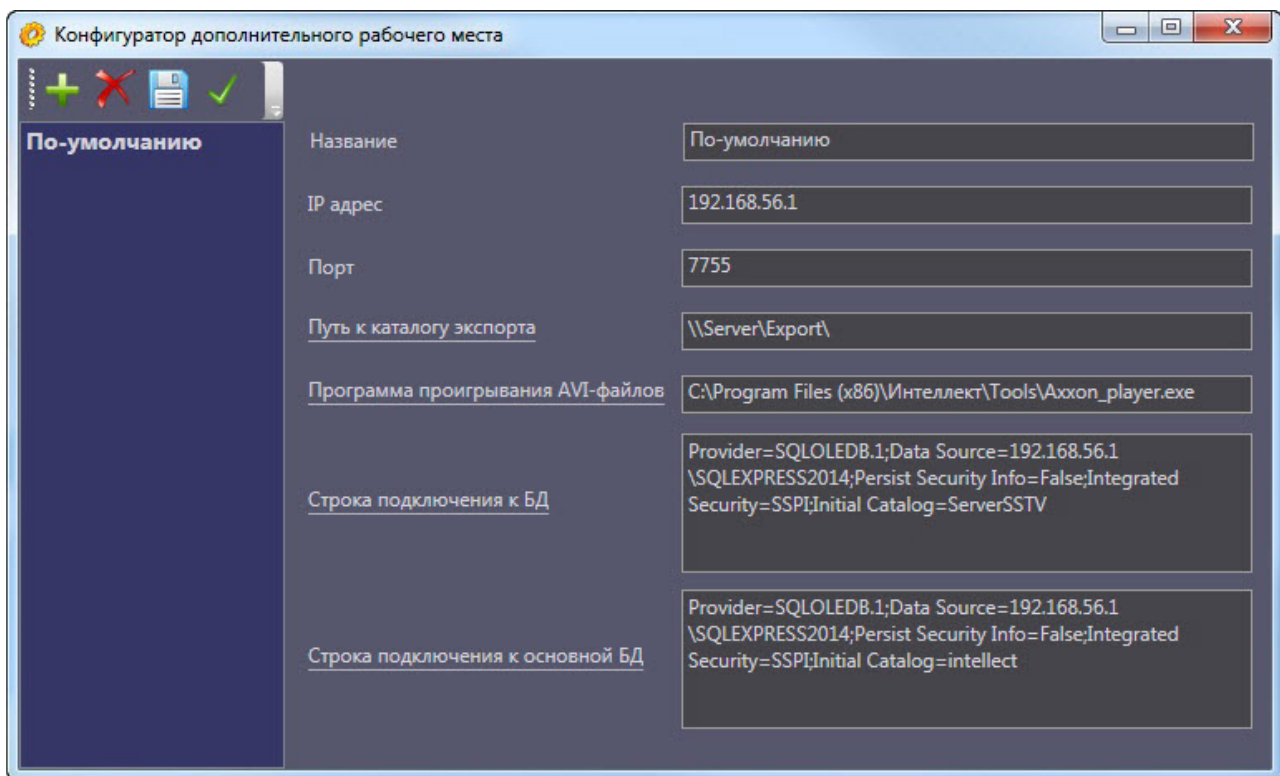 Конфигуратор дополнительного рабочего места
По-умолчанию
Название
По-умолчанию
IP адрес
192.168.56.1
Порт
7755
Путь к каталогу экспорта
\\Server\Export\
Программа проигрывания AVI-файлов
C:\Program Files (x86)\Интеллект\Tools\Axxon_player.exe
Строка подключения к БД
Provider=SQLOLEDB.1;Data Source=192.168.56.1
\SQLEXPRESS2014;Persist Security Info=False;Integrated
Security=SSPI;Initial Catalog=ServerSSTV
Строка подключения к основной БД
Provider=SQLOLEDB.1;Data Source=192.168.56.1
\SQLEXPRESS2014;Persist Security Info=False;Integrated
Security=SSPI;Initial Catalog=intellect